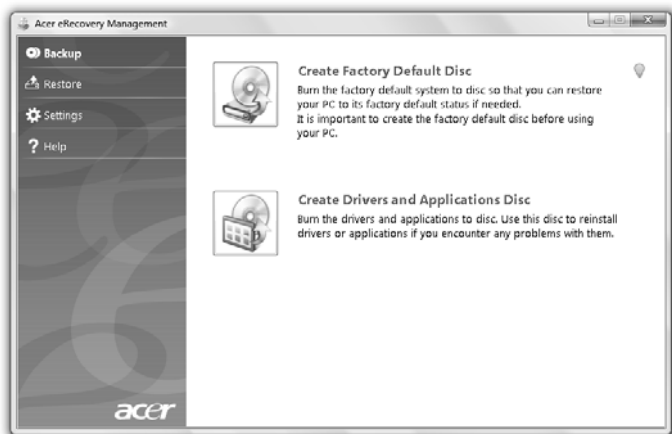 Acer eRecovery Management
Backup
Restore
Settings
Help
Create Factory Default Disc
Burn the factory default system to disc so that you can restore
your PC to its factory default status if needed.
It is important to create the factory default disc before using
your PC.
Create Drivers and Applications Disc
Burn the drivers and applications to disc. Use this disc to reinstall
drivers or applications if you encounter any problems with them.
acer